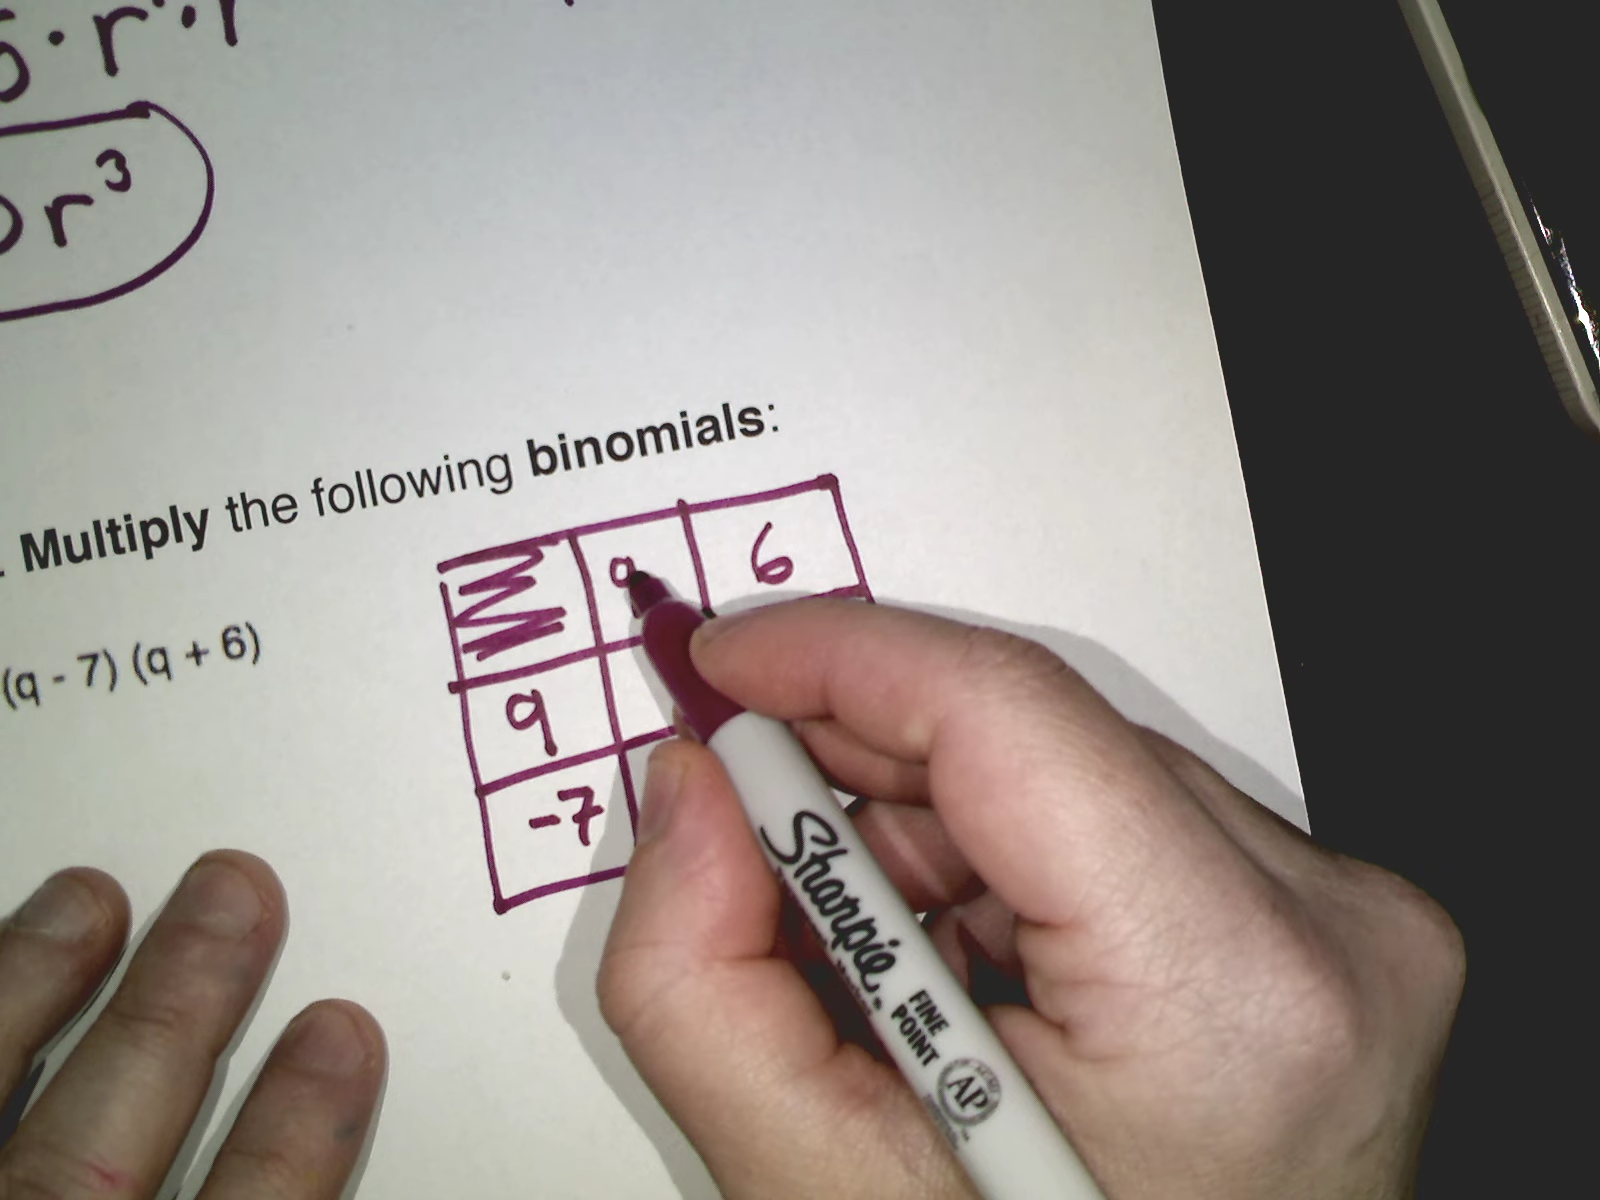 r³
Multiply the following binomials:
(q - 7) (q + 6)
q 6
q
-7
Sharpie.
FINE
POINT
AP